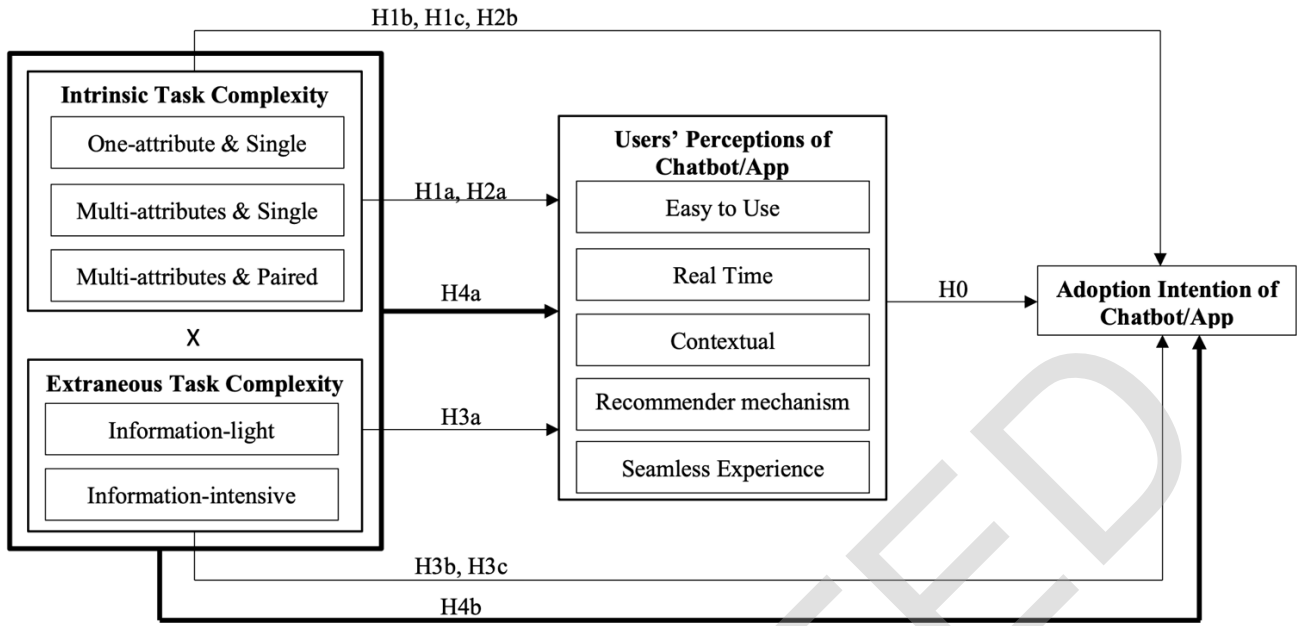 H1b, H1c, H2b
Intrinsic Task Complexity
One-attribute & Single
Multi-attributes & Single
Multi-attributes & Paired
X
Extraneous Task Complexity
Information-light
Information-intensive
H1a, H2a
H4a
H3a
Users’ Perceptions of
Chatbot/App
Easy to Use
Real Time
Contextual
Recommender mechanism
Seamless Experience
H0
Adoption Intention of
Chatbot/App
H3b, H3c
H4b
TED